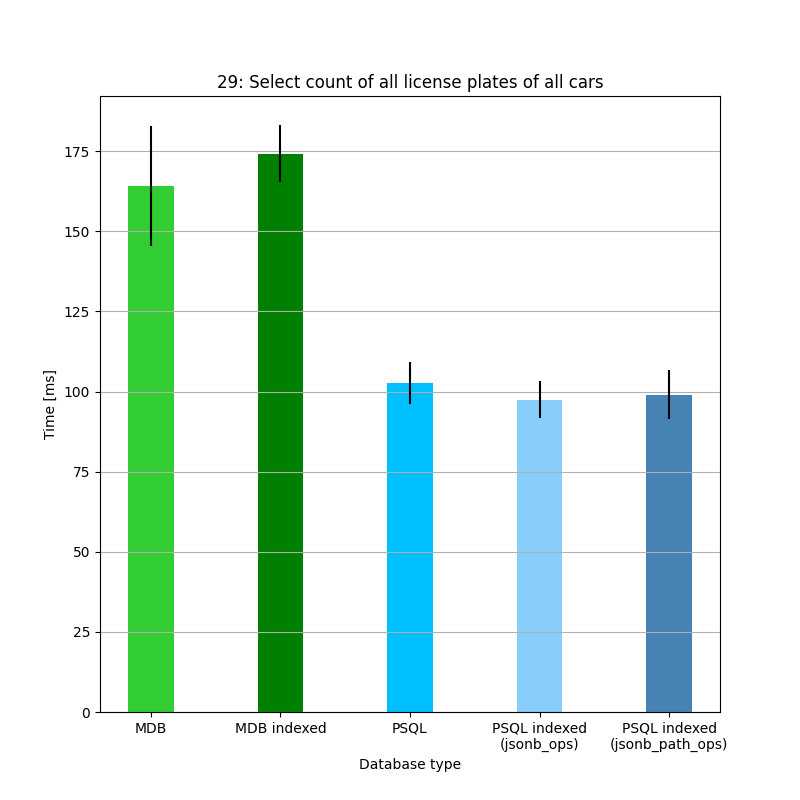 29: Select count of all license plates of all cars
175
150
125
100
75
50
25
0
Time [ms]
MDB
MDB indexed
PSQL
PSQL indexed
(jsonb_ops)
PSQL indexed
(jsonb_path_ops)
Database type